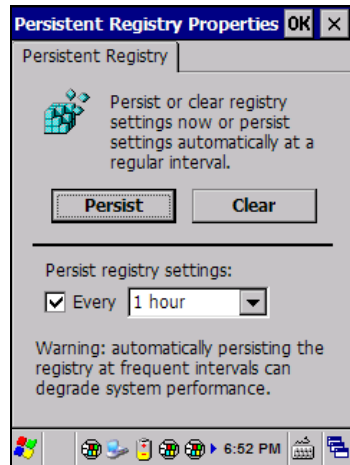 Persistent Registry Properties OK ×
Persistent Registry
Persist or clear registry
settings now or persist
settings automatically at a
regular interval.
Persist Clear
Persist registry settings:
Every 1 hour
Warning: automatically persisting the
registry at frequent intervals can
degrade system performance.
6:52 PM